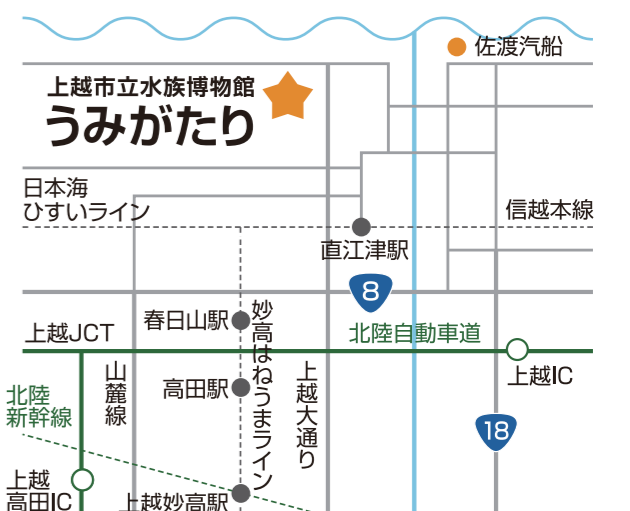 佐渡汽船
上越市立水族博物館
うみがたり
日本海
ひすいライン
信越本線
直江津駅
8
春日山駅
妙高はねうまライン
上越JCT
北陸自動車道
上越IC
山麓線
高田駅
上越大通り
北陸
新幹線
18
上越
高田IC
上越妙高駅